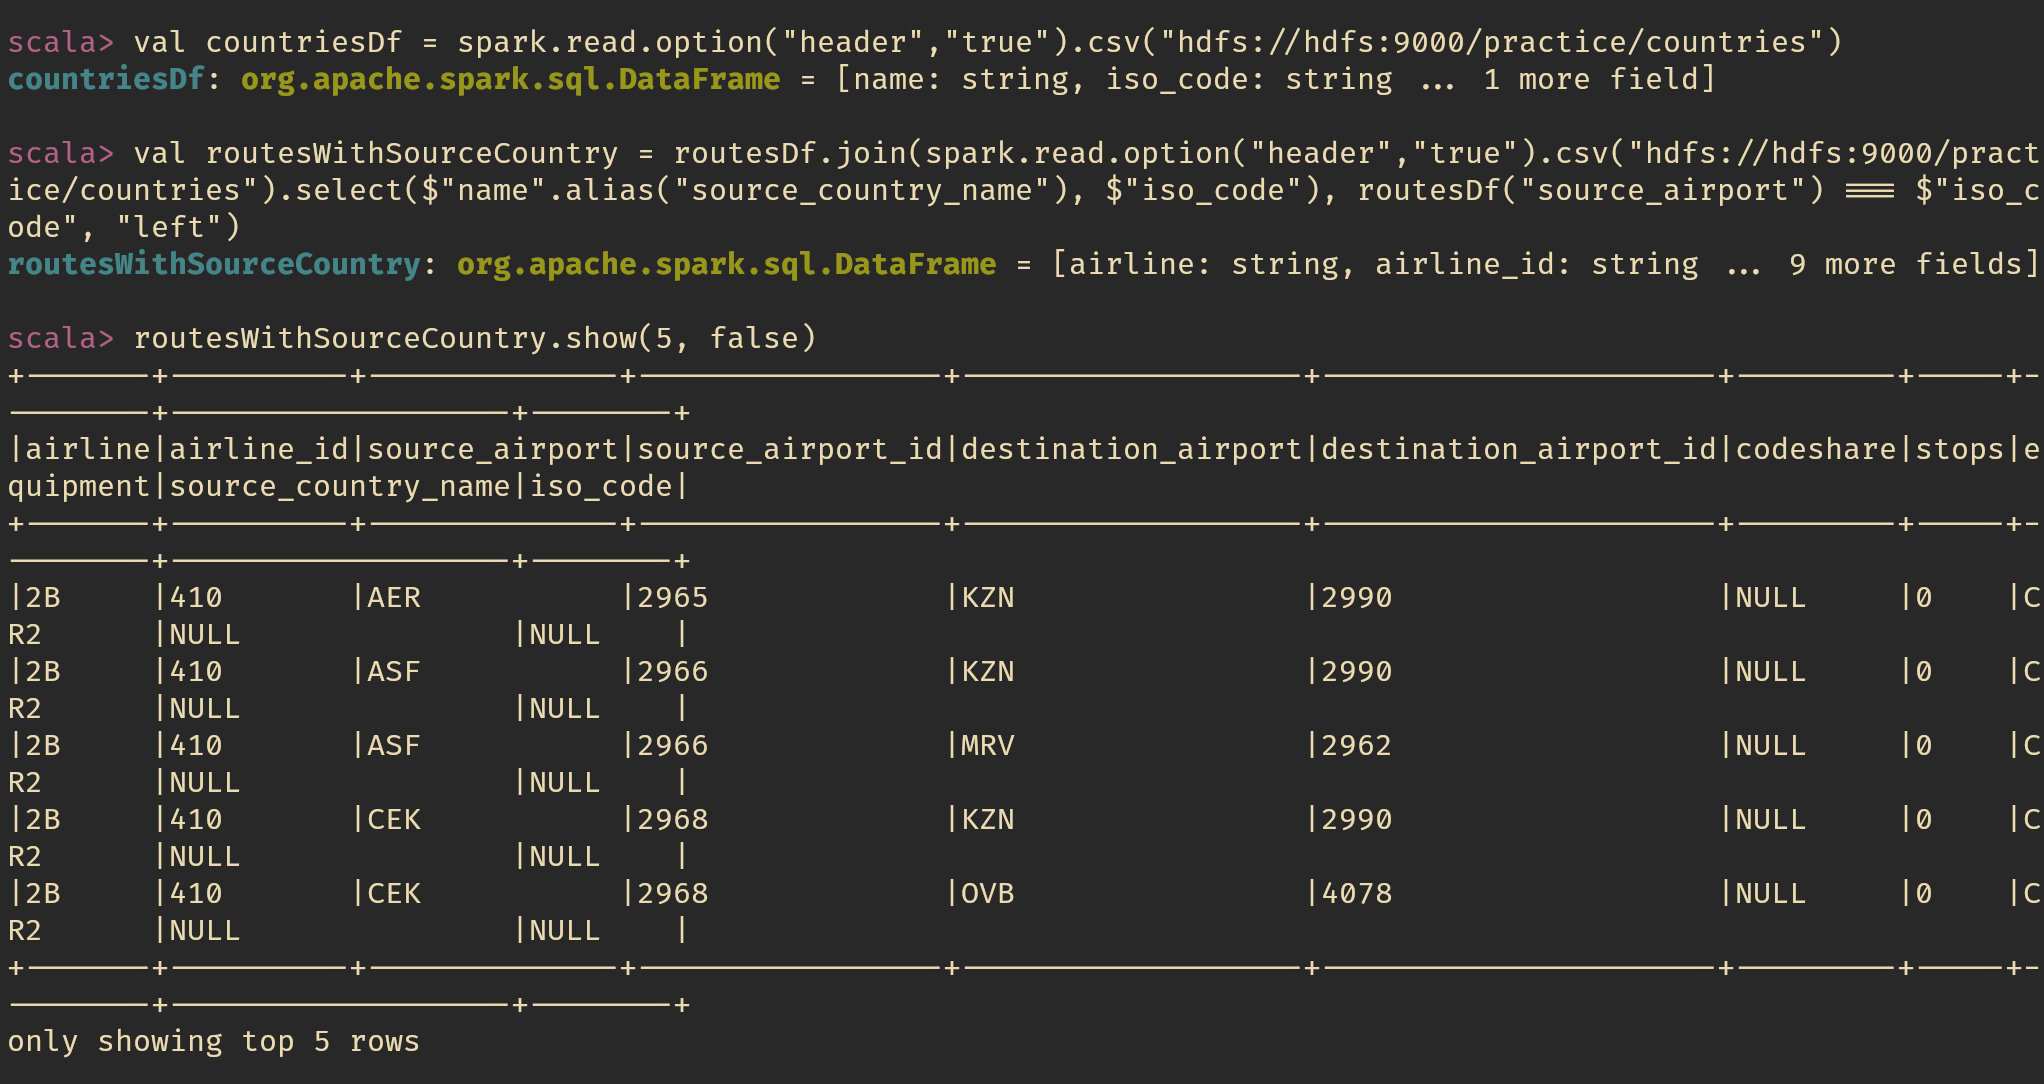 scala> val countriesDf = spark.read.option("header","true").csv("hdfs://hdfs:9000/practice/countries")
countriesDf: org.apache.spark.sql.DataFrame = [name: string, iso_code: string ... 1 more field]
scala> val routesWithSourceCountry = routesDf.join(spark.read.option("header","true").csv("hdfs://hdfs:9000/pract
ice/countries").select($"name".alias("source_country_name"), $"iso_code"), routesDf("source_airport") === $"iso_c
ode", "left")
routesWithSourceCountry: org.apache.spark.sql.DataFrame = [airline: string, airline_id: string ... 9 more fields]
scala> routesWithSourceCountry.show(5, false)
+-------+----------+--------------+-----------------+-------------------+----------------------+---------+-----+-
--------+-------------------+--------+
|airline|airline_id|source_airport|source_airport_id|destination_airport|destination_airport_id|codeshare|stops|e
quipment|source_country_name|iso_code|
+-------+----------+--------------+-----------------+-------------------+----------------------+---------+-----+-
--------+-------------------+--------+
|2B     |410       |AER           |2965             |KZN                |2990                  |NULL     |0    |C
R2      |NULL               |NULL    |
|2B     |410       |ASF           |2966             |KZN                |2990                  |NULL     |0    |C
R2      |NULL               |NULL    |
|2B     |410       |ASF           |2966             |MRV                |2962                  |NULL     |0    |C
R2      |NULL               |NULL    |
|2B     |410       |CEK           |2968             |KZN                |2990                  |NULL     |0    |C
R2      |NULL               |NULL    |
|2B     |410       |CEK           |2968             |OVB                |4078                  |NULL     |0    |C
R2      |NULL               |NULL    |
+-------+----------+--------------+-----------------+-------------------+----------------------+---------+-----+-
--------+-------------------+--------+
only showing top 5 rows